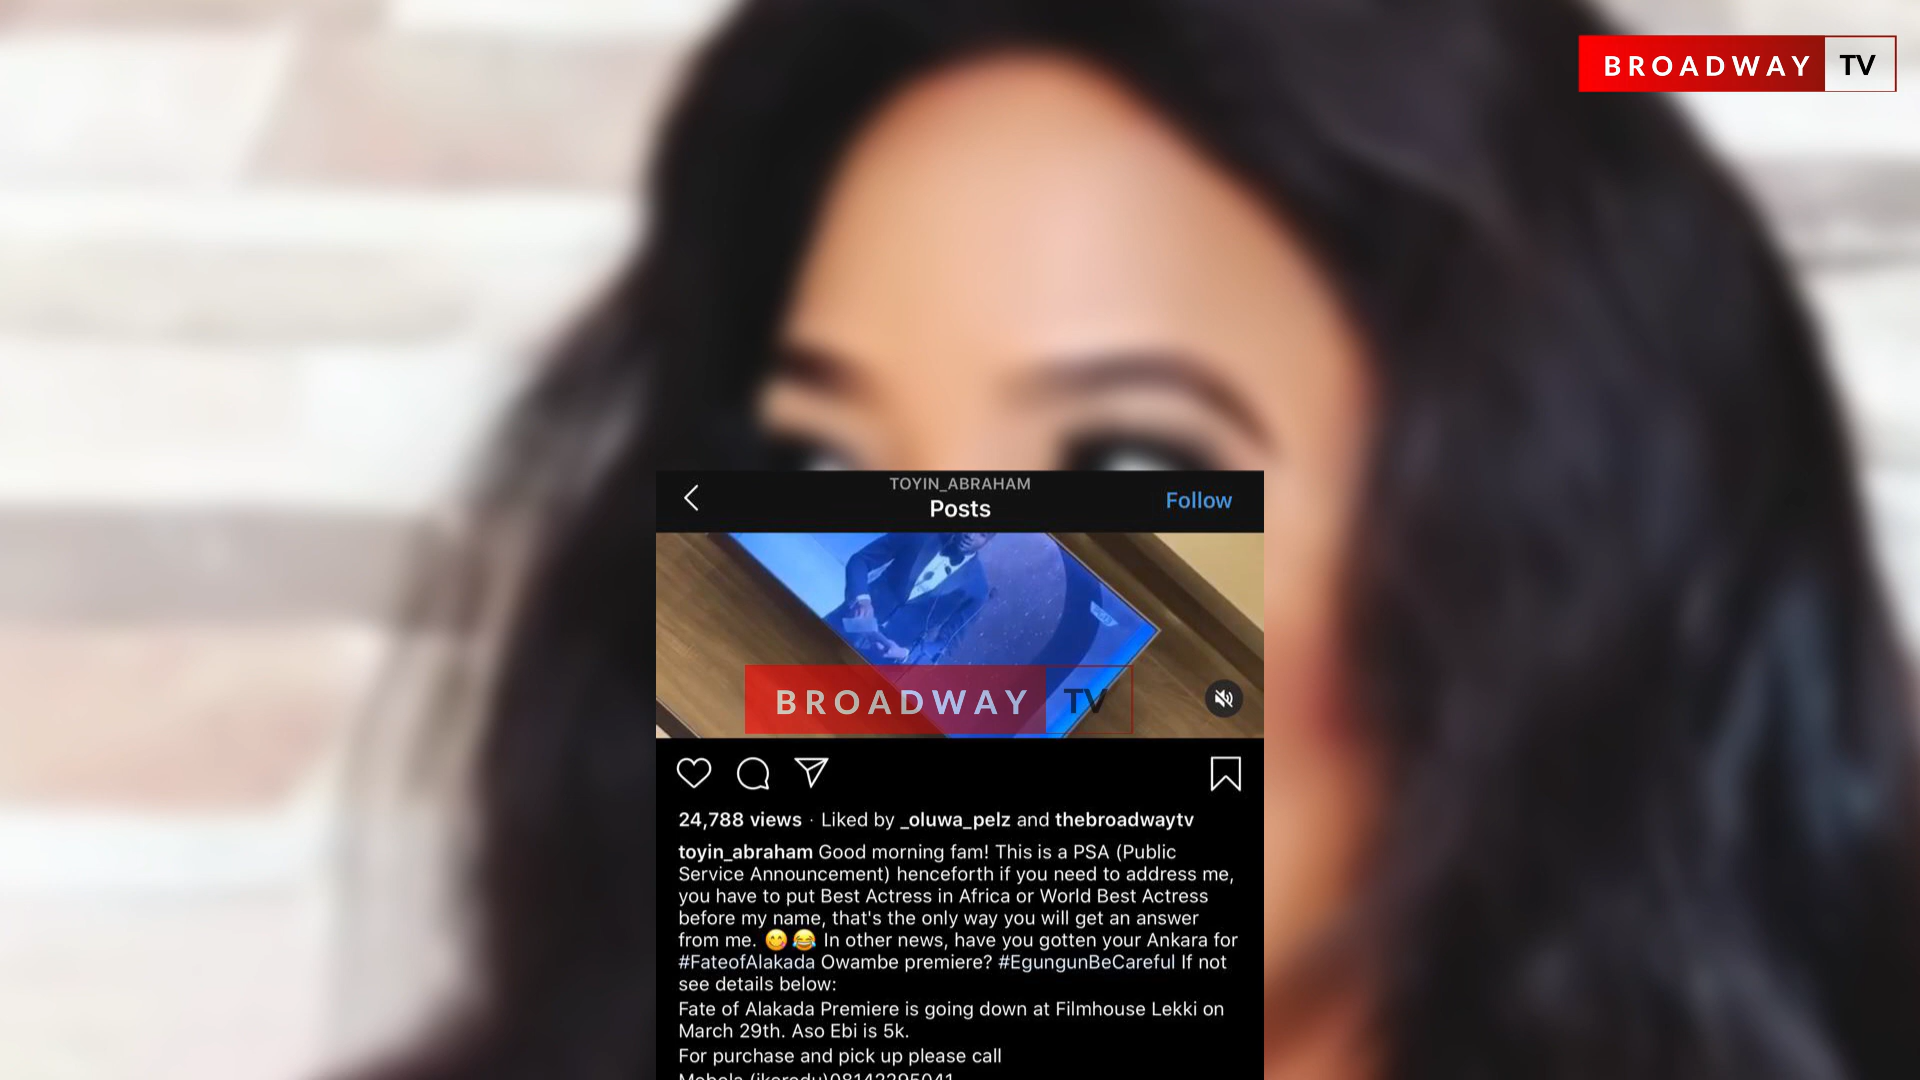 BROADWAY TV
TOYIN_ABRAHAM
Posts
Follow
BROADWAY TV
24,788 views · Liked by _oluwa_pelz and thebroadwaytv
toyin_abraham Good morning fam! This is a PSA (Public
Service Announcement) henceforth if you need to address me,
you have to put Best Actress in Africa or World Best Actress
before my name, that's the only way you will get an answer
from me. 😋😂 In other news, have you gotten your Ankara for
#FateofAlakada Owambe premiere? #EgungunBeCareful If not
see details below:
Fate of Alakada Premiere is going down at Filmhouse Lekki on
March 29th. Aso Ebi is 5k.
For purchase and pick up please call